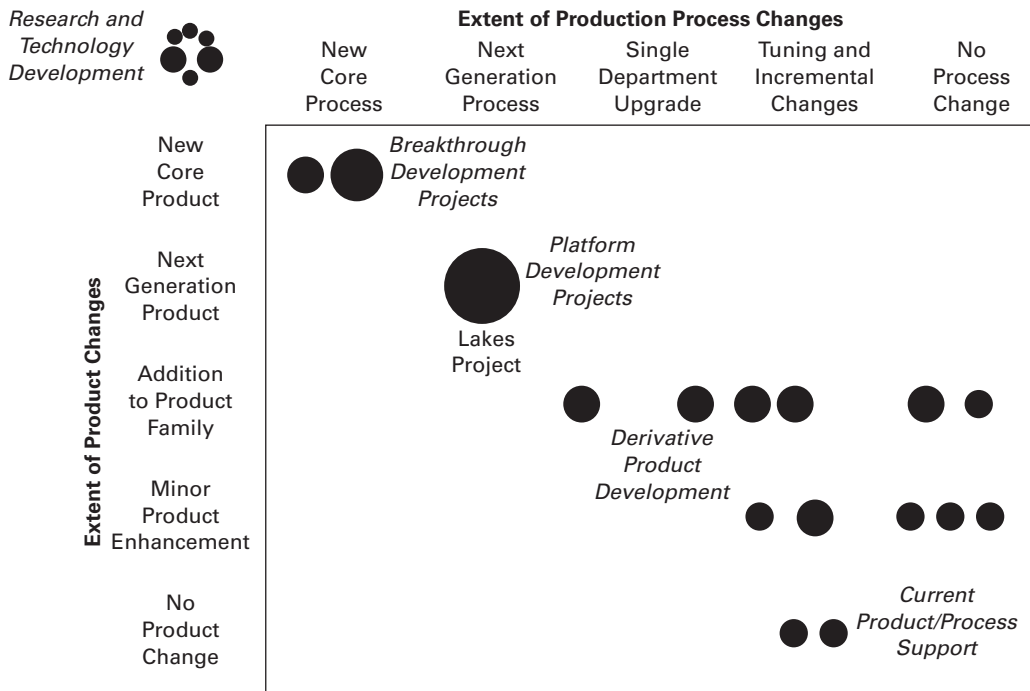 Research and
Technology
Development
Extent of Production Process Changes
New
Core
Process
Next
Generation
Process
Single
Department
Upgrade
Tuning and
Incremental
Changes
No
Process
Change
Extent of Product Changes
New
Core
Product
Breakthrough
Development
Projects
Next
Generation
Product
Platform
Development
Projects
Lakes
Project
Addition
to Product
Family
Derivative
Product
Development
Minor
Product
Enhancement
No
Product
Change
Current
Product/Process
Support